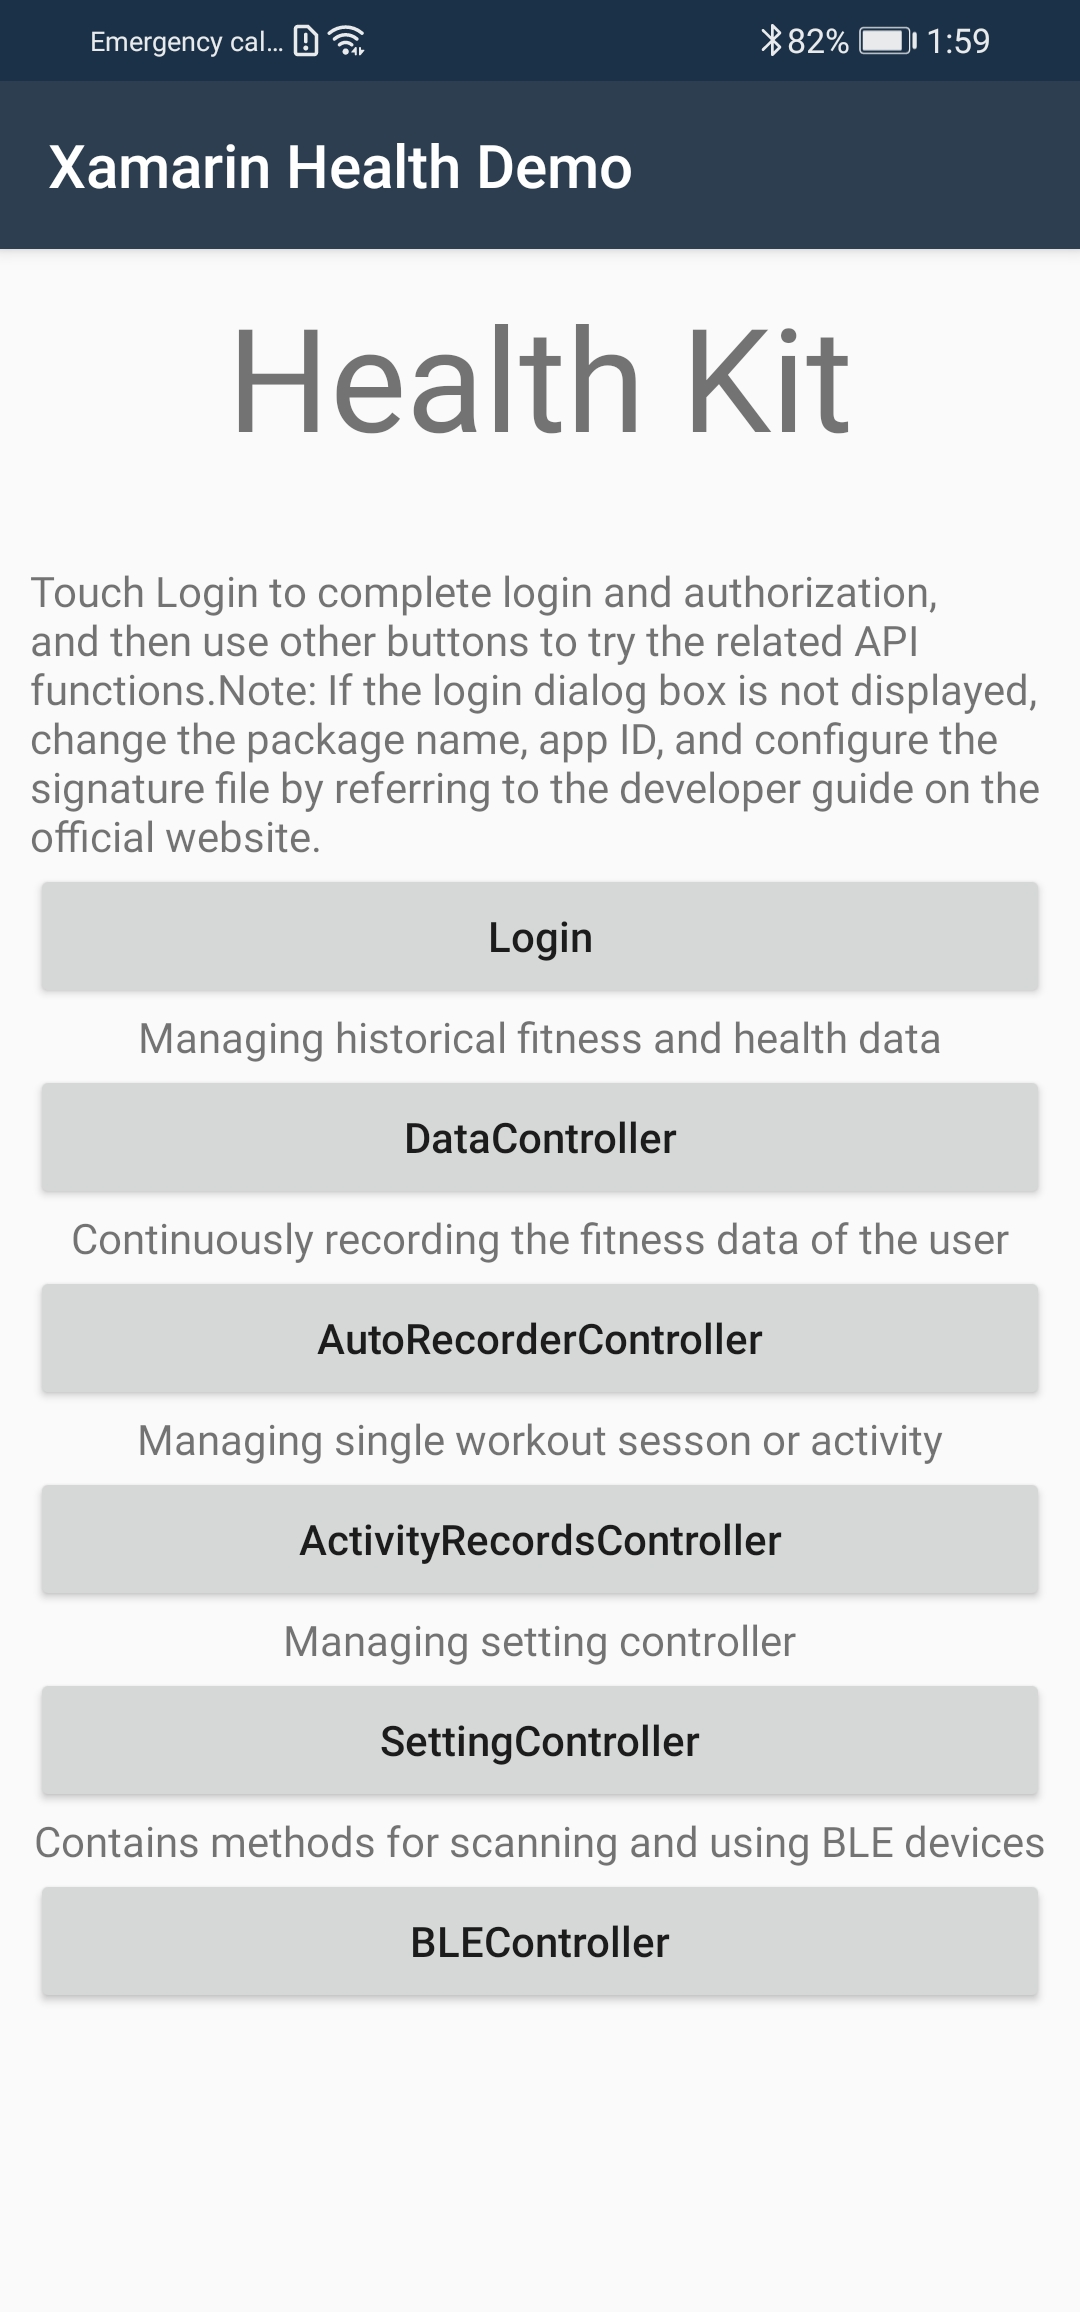 Emergency cal... 82% 1:59
Xamarin Health Demo
Health Kit
Touch Login to complete login and authorization,
and then use other buttons to try the related API
functions.Note: If the login dialog box is not displayed,
change the package name, app ID, and configure the
signature file by referring to the developer guide on the
official website.
Login
Managing historical fitness and health data
DataController
Continuously recording the fitness data of the user
AutoRecorderController
Managing single workout sesson or activity
ActivityRecordsController
Managing setting controller
SettingController
Contains methods for scanning and using BLE devices
BLEController